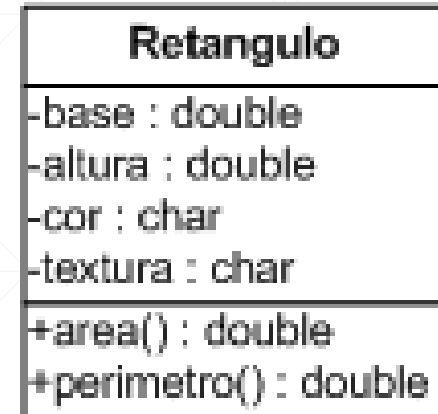 Retangulo
-base : double
-altura : double
-cor : char
-textura : char
+area() : double
+perimetro() : double